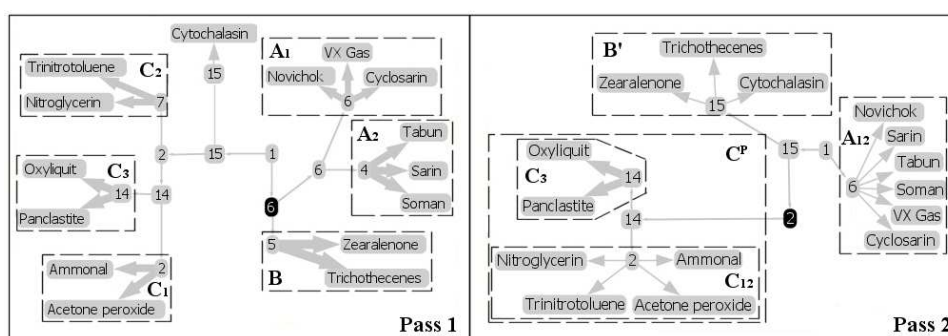 Cytochalasin
A1
VX Gas
Novichok
Cyclosarin
6
C2
Trinitrotoluene
Nitroglycerin
7
15
A2
Tabun
Sarin
Soman
4
6
2
15
1
C3
Oxyliquit
Panclastite
14
14
6
5
Zearalenone
Trichothecenes
B
Ammonal
Acetone peroxide
2
C1
Pass 1
B'
Trichothecenes
Zearalenone
Cytochalasin
15
Novichok
A12
Sarin
Tabun
Soman
VX Gas
Cyclosarin
15
1
6
CP
Oxyliquit
C3
Panclastite
14
14
2
Nitroglycerin
Ammonal
2
C12
Trinitrotoluene
Acetone peroxide
Pass 2